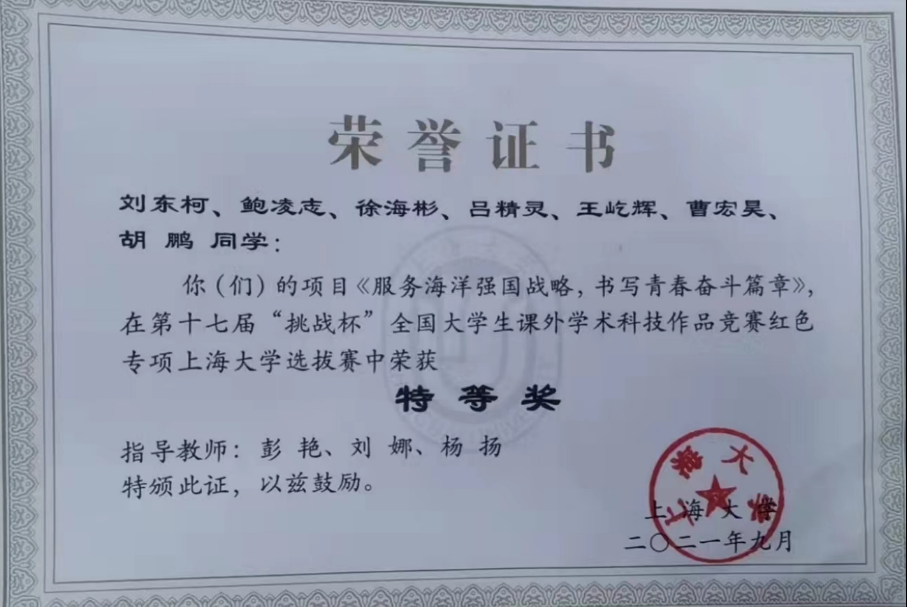 荣誉证书
刘东柯、鲍凌志、徐海彬、吕精灵、王屹辉、曹宏昊、
胡 鹏 同学：
你（们）的项目《服务海洋强国战略，书写青春奋斗篇章》，
在第十七届“挑战杯”全国大学生课外学术科技作品竞赛红色
专项上海大学选拔赛中荣获
特等奖
指导教师：彭 艳、刘 娜、杨 扬
特颁此证，以兹鼓励。
上海大学
上海大学
二〇二一年九月